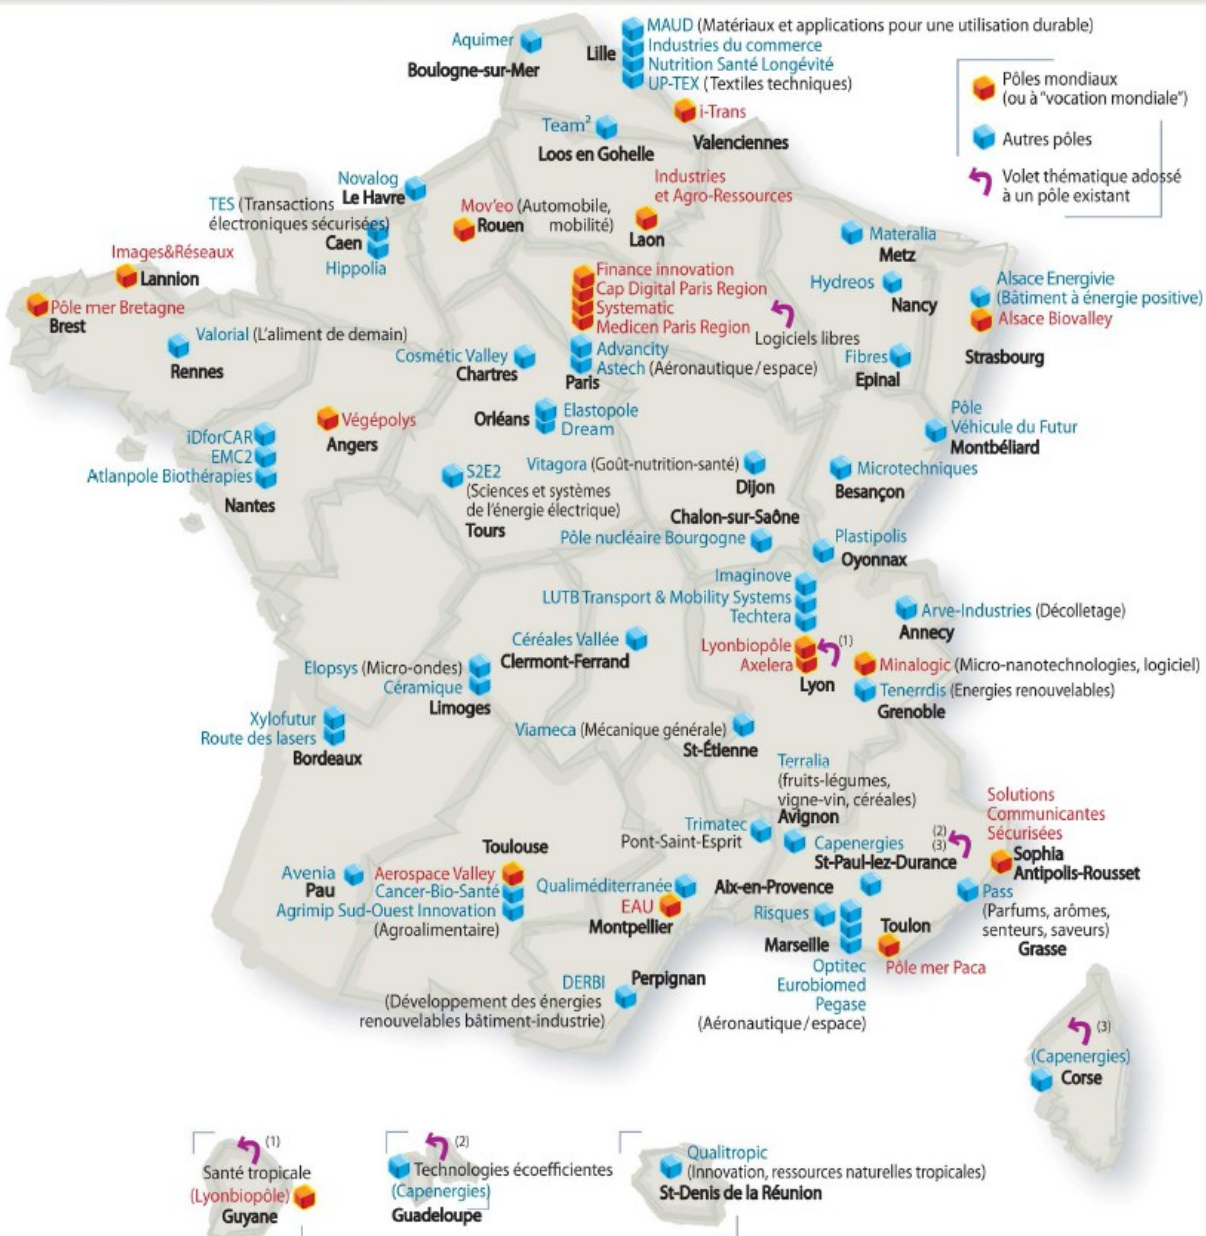 MAUD (Matériaux et applications pour une utilisation durable)
Industries du commerce
Nutrition Santé Longévité
UP-TEX (Textiles techniques)
Lille
Aquimer
Boulogne-sur-Mer
i-Trans
Valenciennes
Team²
Loos en Gohelle
Pôles mondiaux
(ou à "vocation mondiale")
Autres pôles
Volet thématique adossé
à un pôle existant
Novalog
Le Havre
TES (Transactions
électroniques sécurisées)
Caen
Hippolia
Mov'eo (Automobile,
mobilité)
Rouen
Industries
et Agro-Ressources
Laon
Materalia
Metz
Hydreos
Nancy
Alsace Energivie
(Bâtiment à énergie positive)
Alsace Biovalley
Strasbourg
Images&Réseaux
Lannion
Pôle mer Bretagne
Brest
Valorial (L'aliment de demain)
Rennes
Finance innovation
Cap Digital Paris Region
Systematic
Medicen Paris Region
Logiciels libres
Advancity
Astech (Aéronautique/espace)
Paris
Cosmétic Valley
Chartres
Fibres
Epinal
Végépolys
Angers
Orléans
Elastopole
Dream
Pôle
Véhicule du Futur
Montbéliard
iDforCAR
EMC2
Atlanpole Biothérapies
Nantes
S2E2
(Sciences et systèmes
de l'énergie électrique)
Tours
Vitagora (Goût-nutrition-santé)
Dijon
Microtechniques
Besançon
Chalon-sur-Saône
Pôle nucléaire Bourgogne
Plastipolis
Oyonnax
Imaginove
LUTB Transport & Mobility Systems
Techtera
Lyonbiopôle
(1)
Axelera
Lyon
Arve-Industries (Décolletage)
Annecy
Céréales Vallée
Clermont-Ferrand
Minalogic (Micro-nanotechnologies, logiciel)
Tenerrdis (Energies renouvelables)
Grenoble
Elopsys (Micro-ondes)
Céramique
Limoges
Xylofutur
Route des lasers
Bordeaux
Viameca (Mécanique générale)
St-Étienne
Terralia
(fruits-légumes,
vigne-vin, céréales)
Avignon
Trimatec
Pont-Saint-Esprit
Capenergies
(2)
(3)
St-Paul-lez-Durance
Solutions
Communicantes
Sécurisées
Sophia
Antipolis-Rousset
Avenia
Pau
Toulouse
Aerospace Valley
Cancer-Bio-Santé
Agrimip Sud-Ouest Innovation
(Agroalimentaire)
Qualiméditerranée
EAU
Montpellier
Aix-en-Provence
Risques
Marseille
Optitec
Eurobiomed
Pegase
(Aéronautique/espace)
Toulon
Pôle mer Paca
Pass
(Parfums, arômes,
senteurs, saveurs)
Grasse
DERBI
(Développement des énergies
renouvelables bâtiment-industrie)
Perpignan
(3)
(Capenergies)
Corse
(1)
Santé tropicale
(Lyonbiopôle)
Guyane
(2)
Technologies écoefficientes
(Capenergies)
Guadeloupe
Qualitropic
(Innovation, ressources naturelles tropicales)
St-Denis de la Réunion